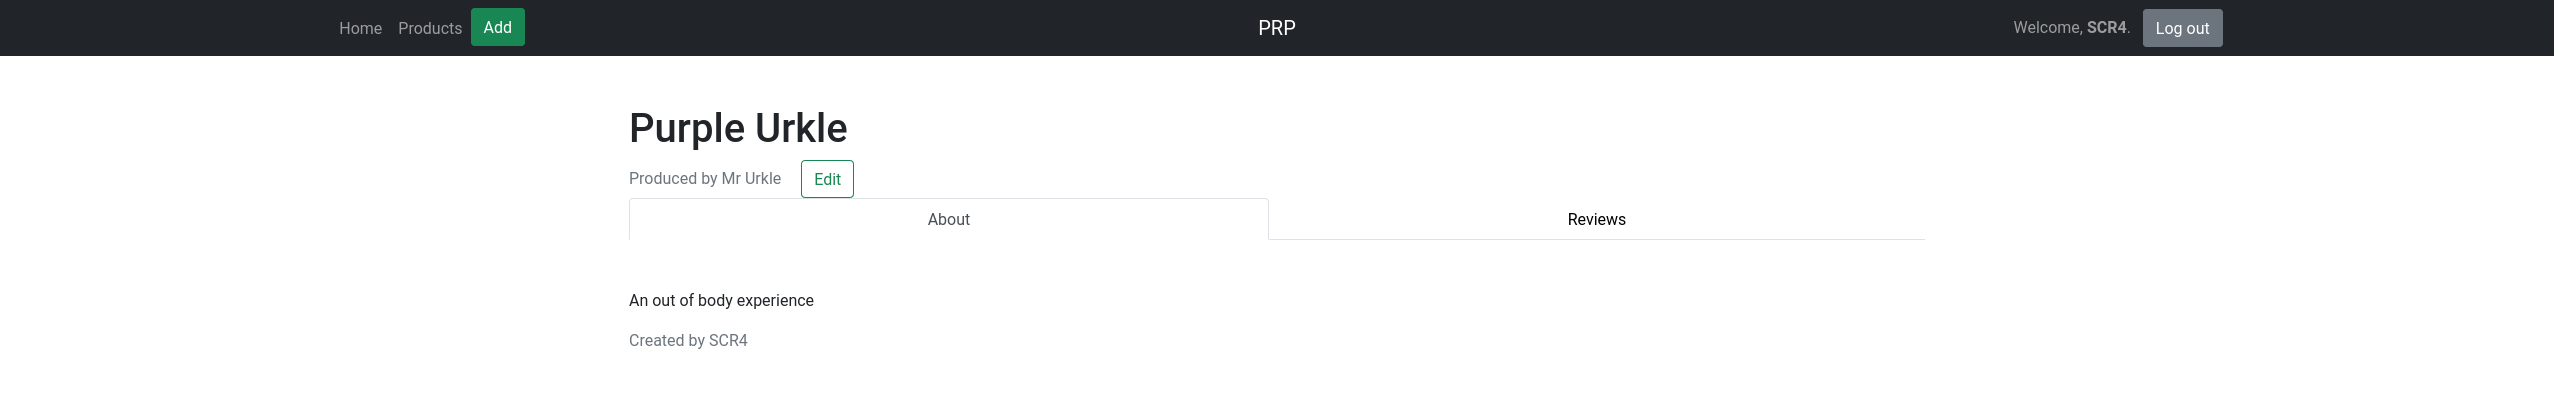 Home Products Add PRP Welcome, SCR4. Log out
Purple Urkle
Produced by Mr Urkle Edit
About Reviews
An out of body experience
Created by SCR4